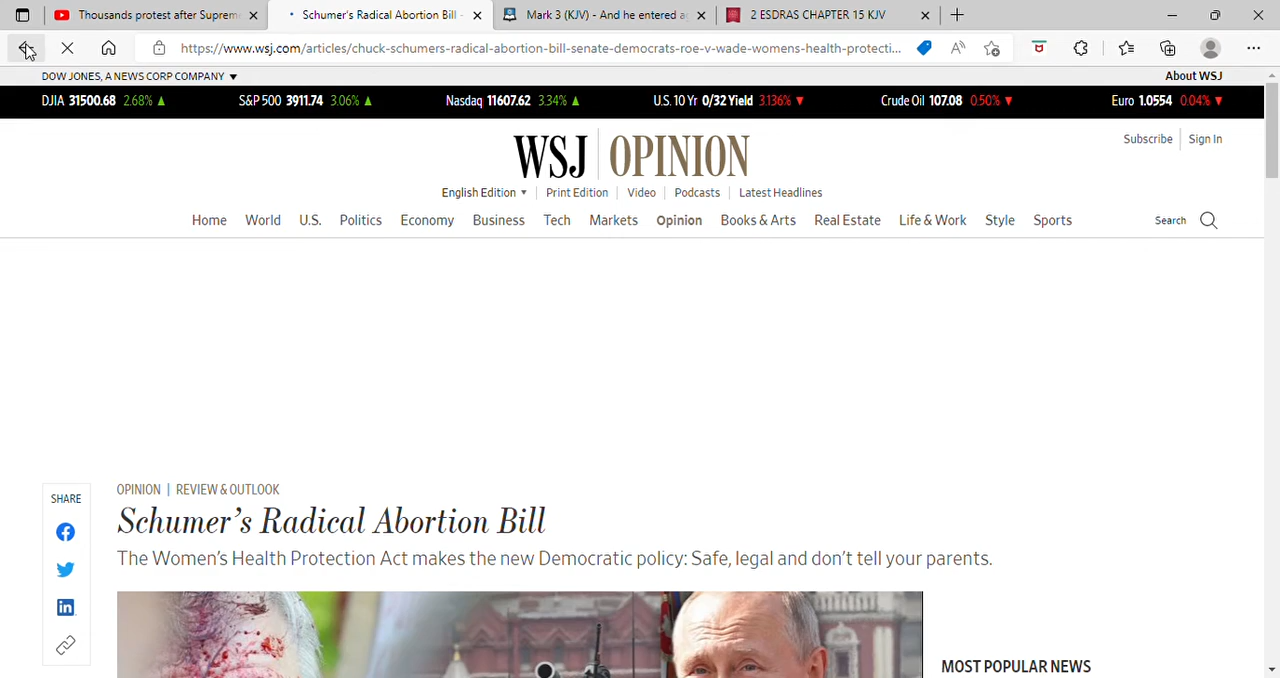 Thousands protest after Suprem
Schumer's Radical Abortion Bill -
Mark 3 (KJV) - And he entered a
2 ESDRAS CHAPTER 15 KJV
https://www.wsj.com/articles/chuck-schumers-radical-abortion-bill-senate-democrats-roe-v-wade-womens-health-protecti...
DOW JONES, A NEWS CORP COMPANY ▼
About WSJ
DJIA 31500.68 2.68% ▲
S&P 500 3911.74 3.06% ▲
Nasdaq 11607.62 3.34% ▲
U.S. 10 Yr 0/32 Yield 3.136% ▼
Crude Oil 107.08 0.50% ▼
Euro 1.0554 0.04% ▼
WSJ | OPINION
Subscribe | Sign In
English Edition ▼ | Print Edition | Video | Podcasts | Latest Headlines
Home World U.S. Politics Economy Business Tech Markets Opinion Books & Arts Real Estate Life & Work Style Sports
Search
SHARE
OPINION | REVIEW & OUTLOOK
Schumer's Radical Abortion Bill
The Women's Health Protection Act makes the new Democratic policy: Safe, legal and don't tell your parents.
MOST POPULAR NEWS